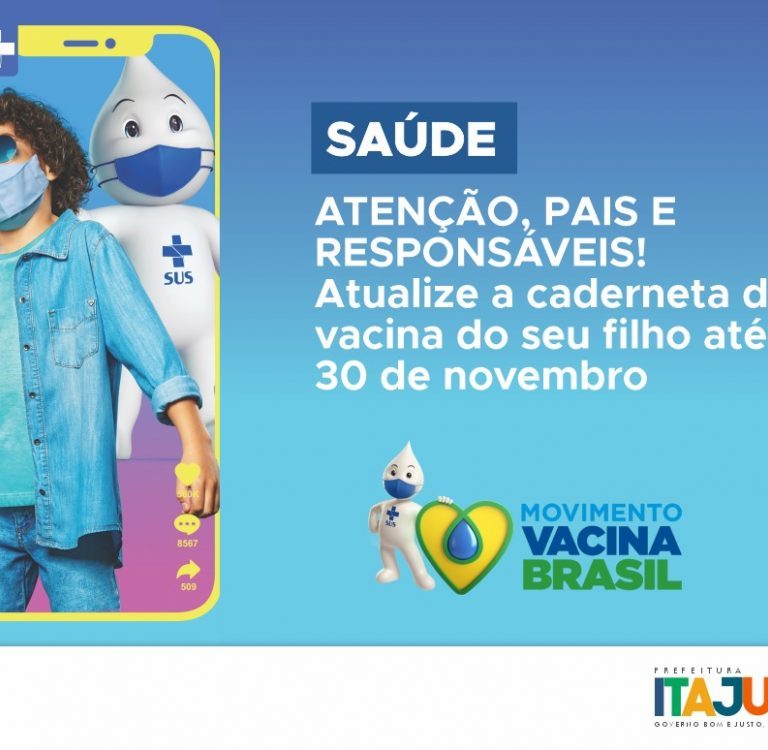 SAÚDE
ATENÇÃO, PAIS E
RESPONSÁVEIS!
Atualize a caderneta d
vacina do seu filho até
30 de novembro
SUS
560K
8567
509
SUS
MOVIMENTO
VACINA
BRASIL
PREFEITURA
ITAJU
GOVERNO BOM E JUSTO,